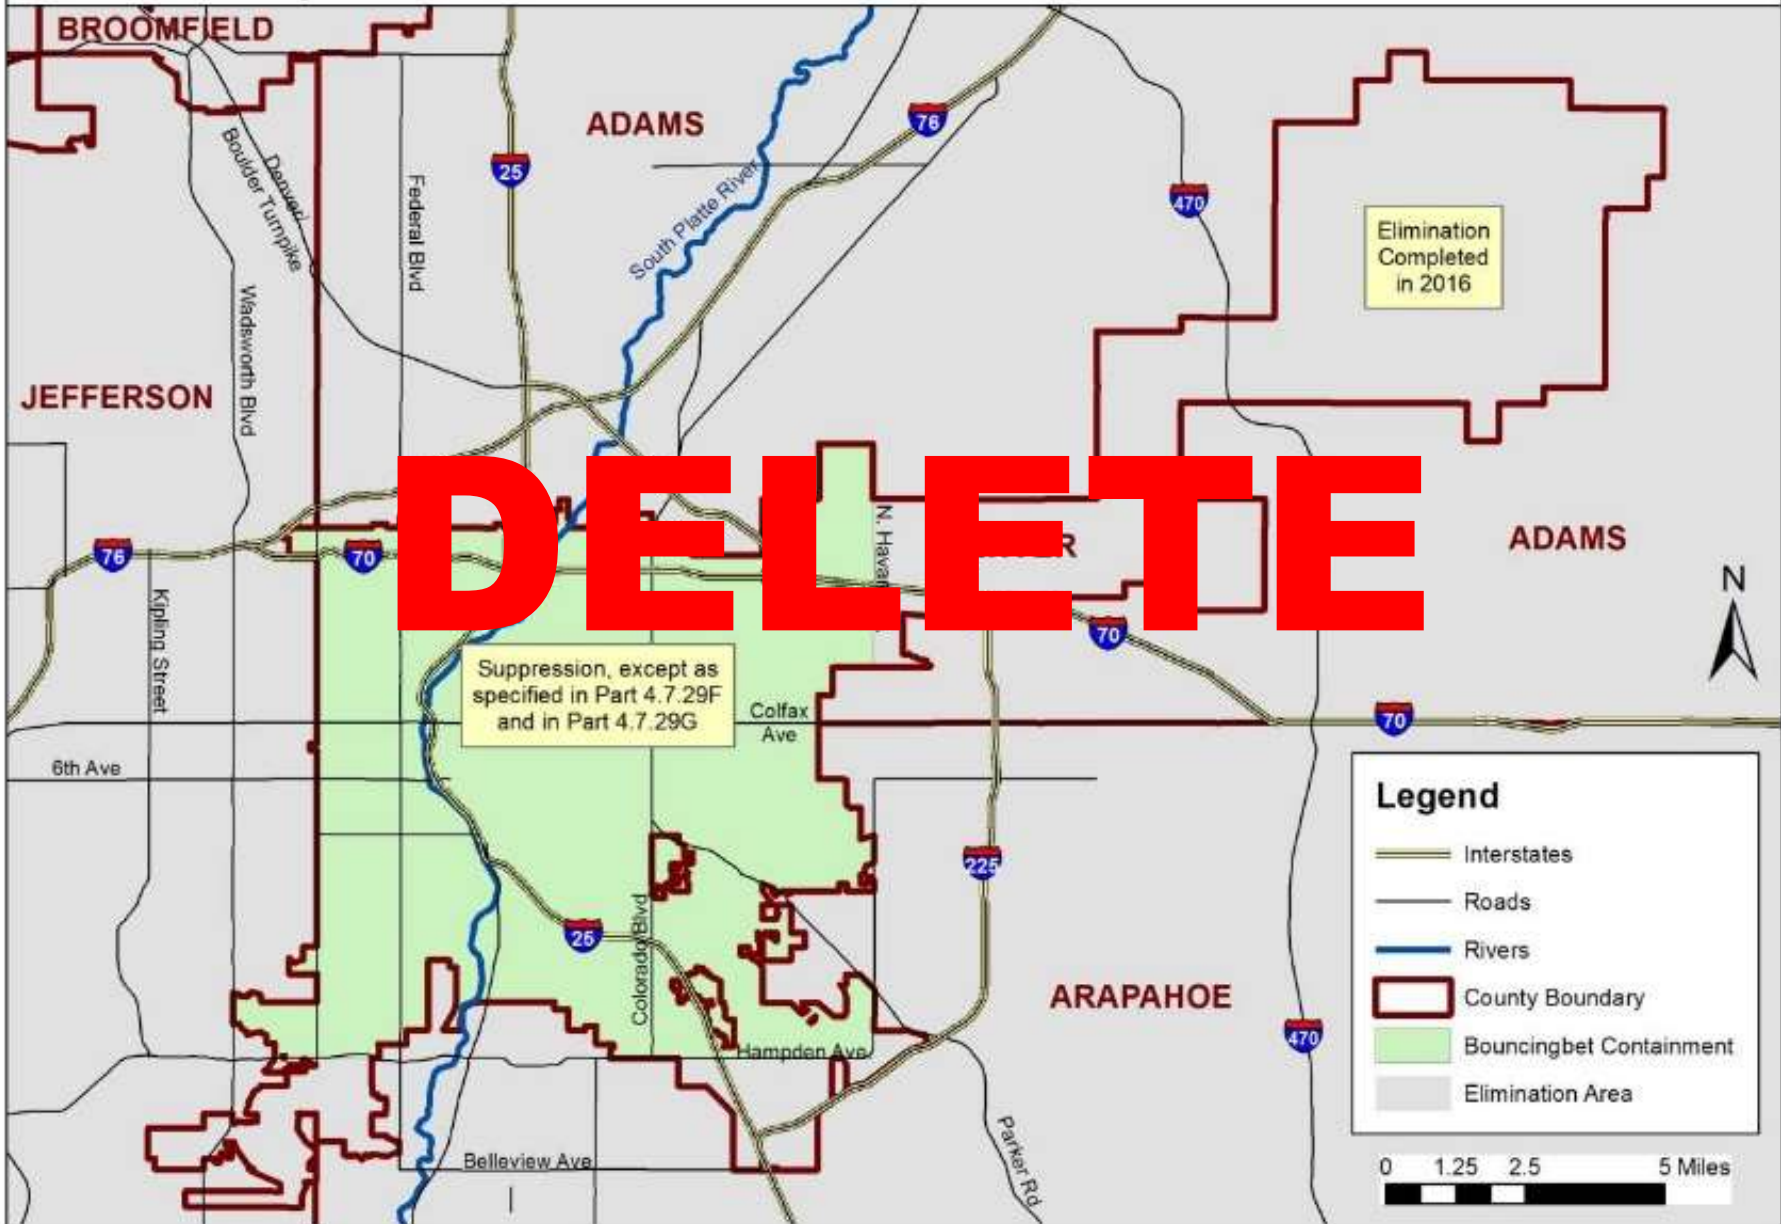 BROOMFIELD
ADAMS
76
25
Denver/
Boulder Turnpike
Federal Blvd
South Platte River
470
Elimination
Completed
in 2016
Wadsworth Blvd
JEFFERSON
DELETE
N. Hava
ADAMS
76
70
N
Kipling Street
70
Suppression, except as
specified in Part 4.7.29F
and in Part 4.7.29G
Colfax
Ave
70
6th Ave
Legend
Interstates
Roads
Rivers
County Boundary
Bouncingbet Containment
Elimination Area
225
25
Colorado Blvd
ARAPAHOE
470
Hampden Ave
Parker Rd
Belleview Ave
0 1.25 2.5 5 Miles